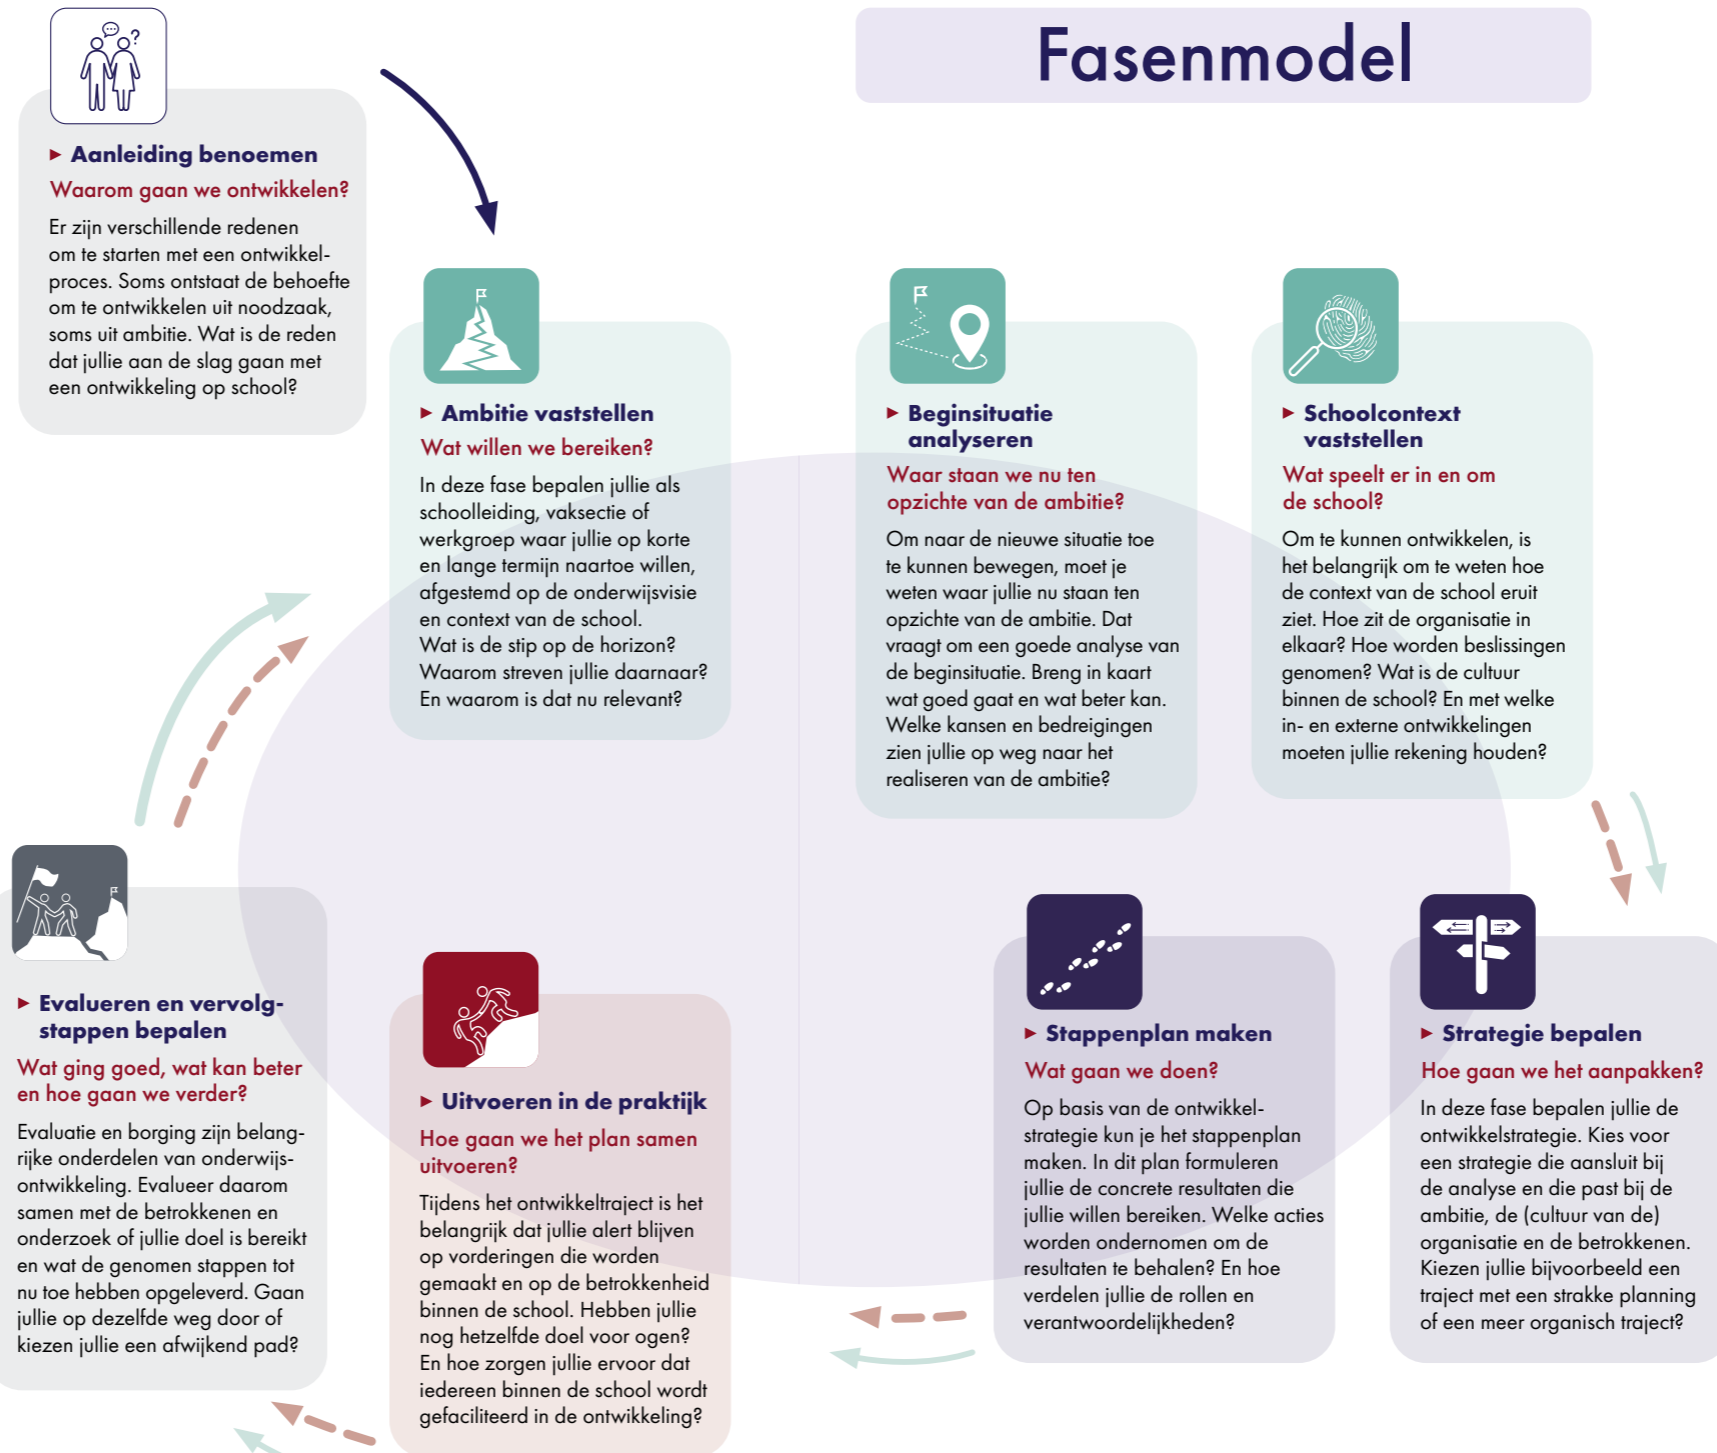 Fasenmodel
Aanleiding benoemen
Waarom gaan we ontwikkelen?
Er zijn verschillende redenen
om te starten met een ontwikkel-
proces. Soms ontstaat de behoefte
om te ontwikkelen uit noodzaak,
soms uit ambitie. Wat is de reden
dat jullie aan de slag gaan met
een ontwikkeling op school?
Ambitie vaststellen
Wat willen we bereiken?
In deze fase bepalen jullie als
schoolleiding, vaksectie of
werkgroep waar jullie op korte
en lange termijn naartoe willen,
afgestemd op de onderwijsvisie
en context van de school.
Wat is de stip op de horizon?
Waarom streven jullie daarnaar?
En waarom is dat nu relevant?
Beginsituatie
analyseren
Waar staan we nu ten
opzichte van de ambitie?
Om naar de nieuwe situatie toe
te kunnen bewegen, moet je
weten waar jullie nu staan ten
opzichte van de ambitie. Dat
vraagt om een goede analyse van
de beginsituatie. Breng in kaart
wat goed gaat en wat beter kan.
Welke kansen en bedreigingen
zien jullie op weg naar het
realiseren van de ambitie?
Schoolcontext
vaststellen
Wat speelt er in en om
de school?
Om te kunnen ontwikkelen, is
het belangrijk om te weten hoe
de context van de school eruit
ziet. Hoe zit de organisatie in
elkaar? Hoe worden beslissingen
genomen? Wat is de cultuur
binnen de school? En met welke
in- en externe ontwikkelingen
moeten jullie rekening houden?
Strategie bepalen
Hoe gaan we het aanpakken?
In deze fase bepalen jullie de
ontwikkelstrategie. Kies voor
een strategie die aansluit bij
de analyse en die past bij de
ambitie, de (cultuur van de)
organisatie en de betrokkenen.
Kiezen jullie bijvoorbeeld een
traject met een strakke planning
of een meer organisch traject?
Stappenplan maken
Wat gaan we doen?
Op basis van de ontwikkel-
strategie kun je het stappenplan
maken. In dit plan formuleren
jullie de concrete resultaten die
jullie willen bereiken. Welke acties
worden ondernomen om de
resultaten te behalen? En hoe
verdelen jullie de rollen en
verantwoordelijkheden?
Uitvoeren in de praktijk
Hoe gaan we het plan samen
uitvoeren?
Tijdens het ontwikkeltraject is het
belangrijk dat jullie alert blijven
op vorderingen die worden
gemaakt en op de betrokkenheid
binnen de school. Hebben jullie
nog hetzelfde doel voor ogen?
En hoe zorgen jullie ervoor dat
iedereen binnen de school wordt
gefaciliteerd in de ontwikkeling?
Evalueren en vervolg-
stappen bepalen
Wat ging goed, wat kan beter
en hoe gaan we verder?
Evaluatie en borging zijn belang-
rijke onderdelen van onderwijs-
ontwikkeling. Evalueer daarom
samen met de betrokkenen en
onderzoek of jullie doel is bereikt
en wat de genomen stappen tot
nu toe hebben opgeleverd. Gaan
jullie op dezelfde weg door of
kiezen jullie een afwijkend pad?